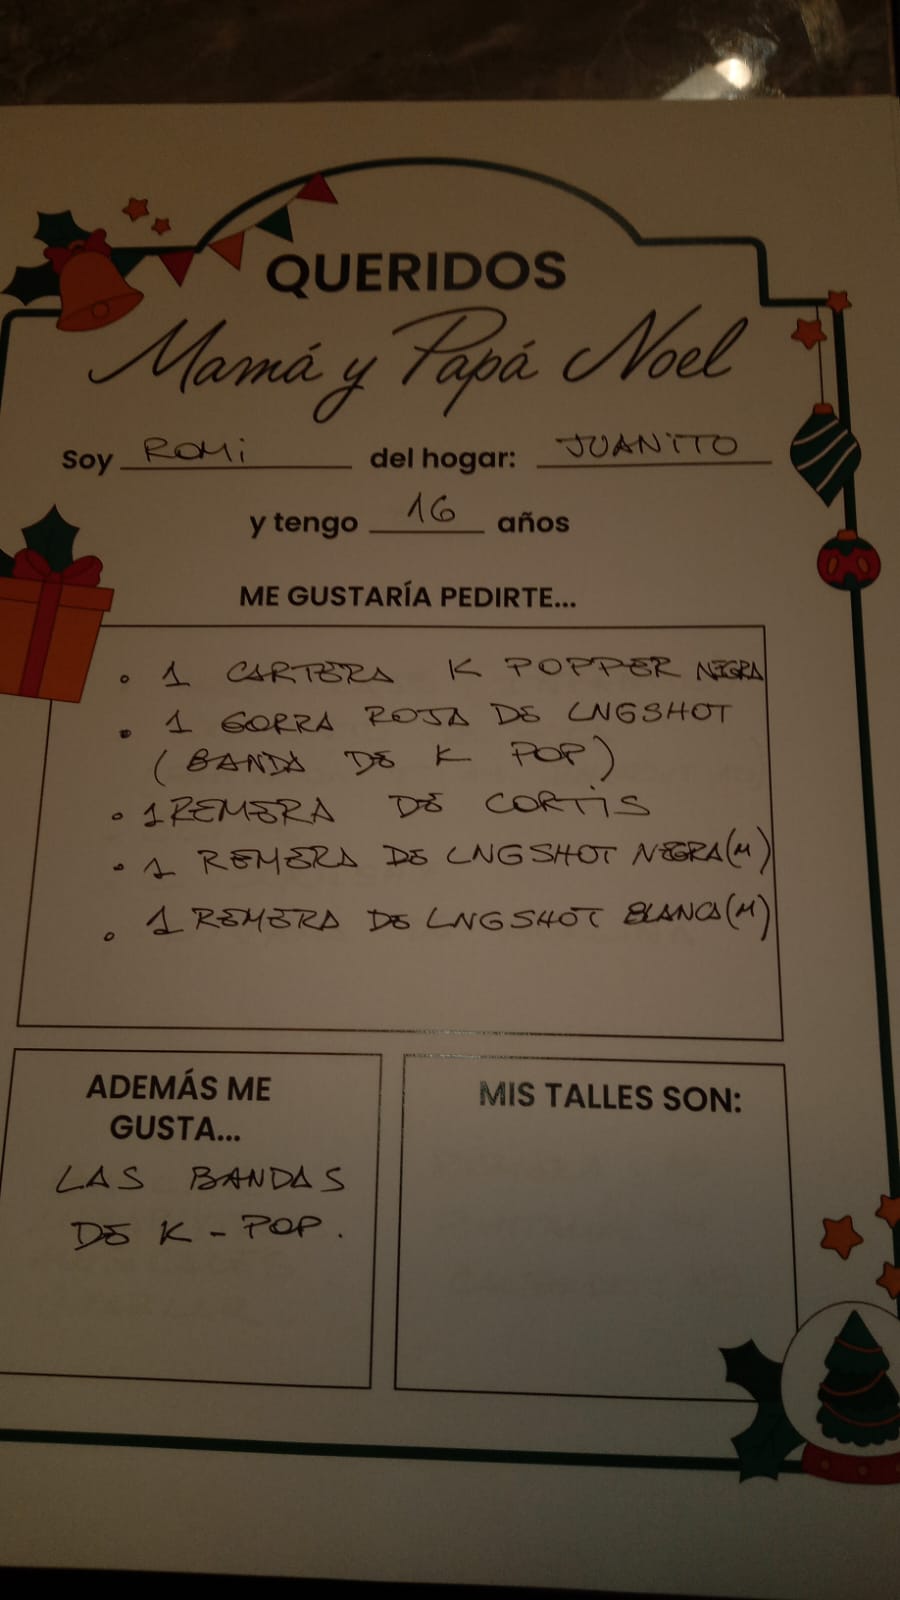 QUERIDOS
Mamá y Papá Noel
Soy ROMI del hogar: JUANITO
y tengo 16 años
ME GUSTARÍA PEDIRTE...
• 1 CARTERA K POPPER NEGRA
• 1 GORRA ROJA DE LNGSHOT
(BANDA DE K POP)
• 1 REMERA DE CORTIS
• 1 REMERA DE LNGSHOT NEGRA(M)
• 1 REMERA DE LNGSHOT BLANCA(M)
ADEMÁS ME
GUSTA...
LAS BANDAS
DE K-POP.
MIS TALLES SON: